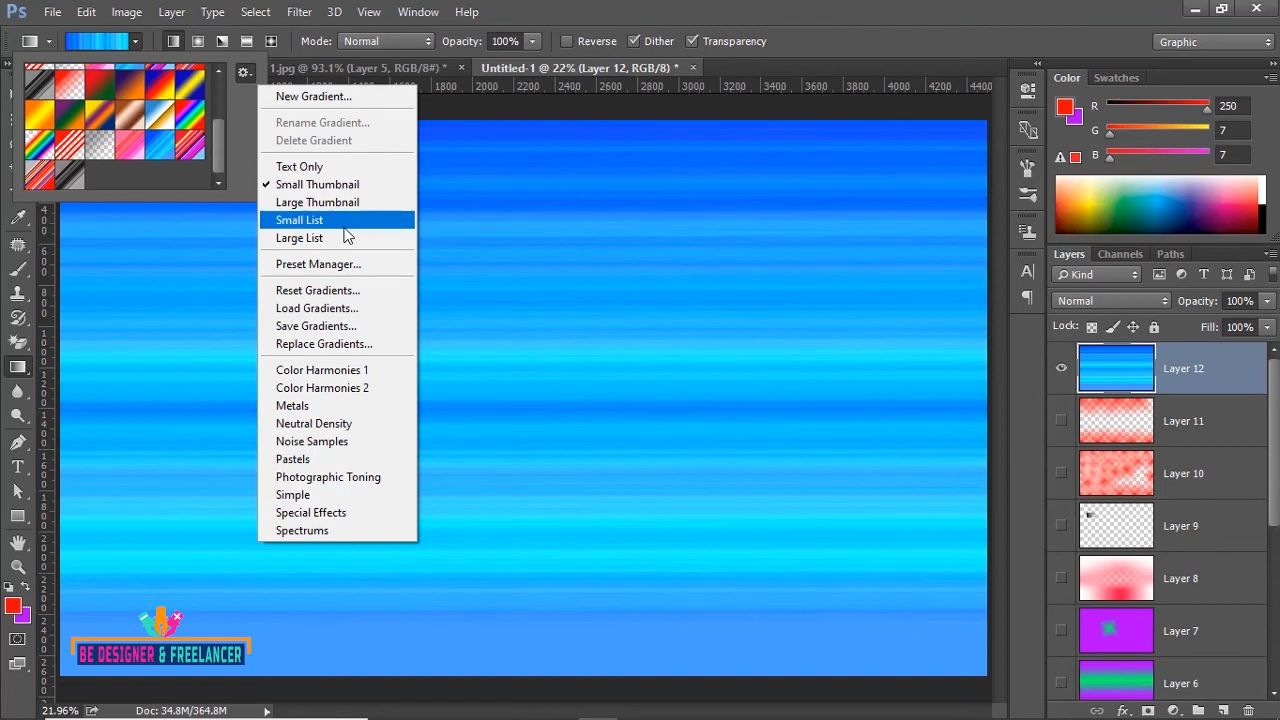 Ps File Edit Image Layer Type Select Filter 3D View Window Help
Mode: Normal Opacity: 100% Reverse Dither Transparency Graphic
1.jpg @ 93.1% (Layer 5, RGB/8#) * × Untitled-1 @ 22% (Layer 12, RGB/8) * ×
1800 2000 2200 2400 2600 2800 3000 3200 3400 3600 3800 4000 4200 4400
New Gradient...
Rename Gradient...
Delete Gradient
Text Only
Small Thumbnail
Large Thumbnail
Small List
Large List
Preset Manager...
Reset Gradients...
Load Gradients...
Save Gradients...
Replace Gradients...
Color Harmonies 1
Color Harmonies 2
Metals
Neutral Density
Noise Samples
Pastels
Photographic Toning
Simple
Special Effects
Spectrums
Color Swatches
R 250
G 7
B 7
Layers Channels Paths
Kind
Normal Opacity: 100%
Lock: Fill: 100%
Layer 12
Layer 11
Layer 10
Layer 9
Layer 8
Layer 7
Layer 6
BE DESIGNER & FREELANCER
21.96% Doc: 34.8M/364.8M